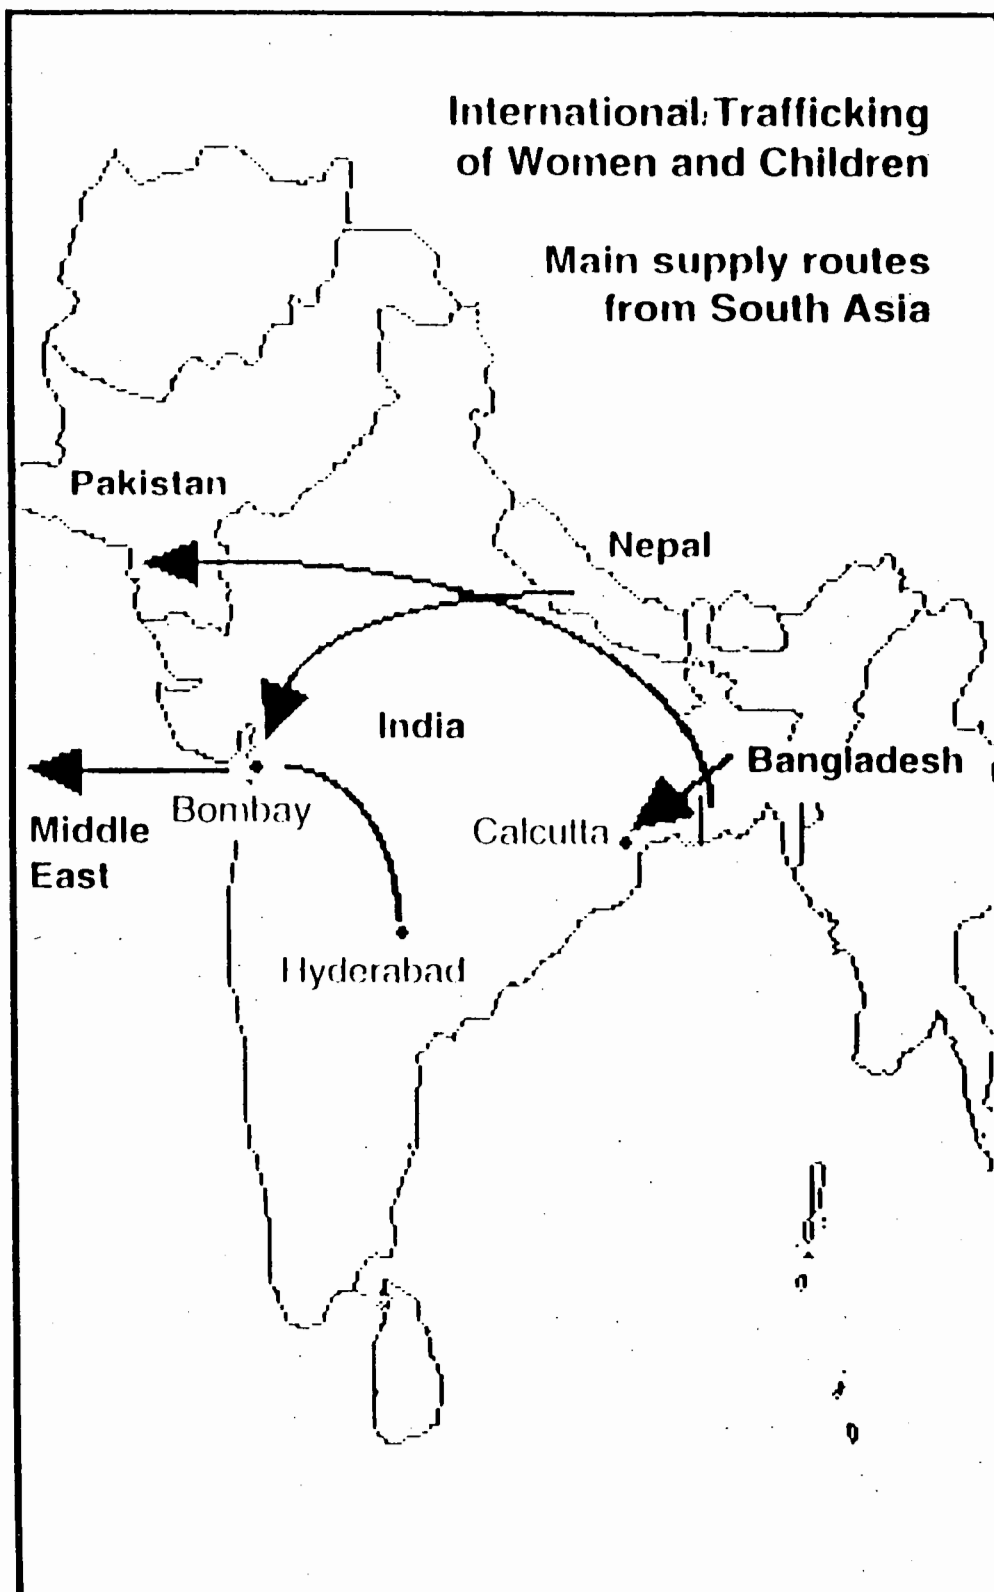 International Trafficking
of Women and Children
Main supply routes
from South Asia
Pakistan
Nepal
India
Bangladesh
Bombay
Middle
East
Calcutta
Hyderabad